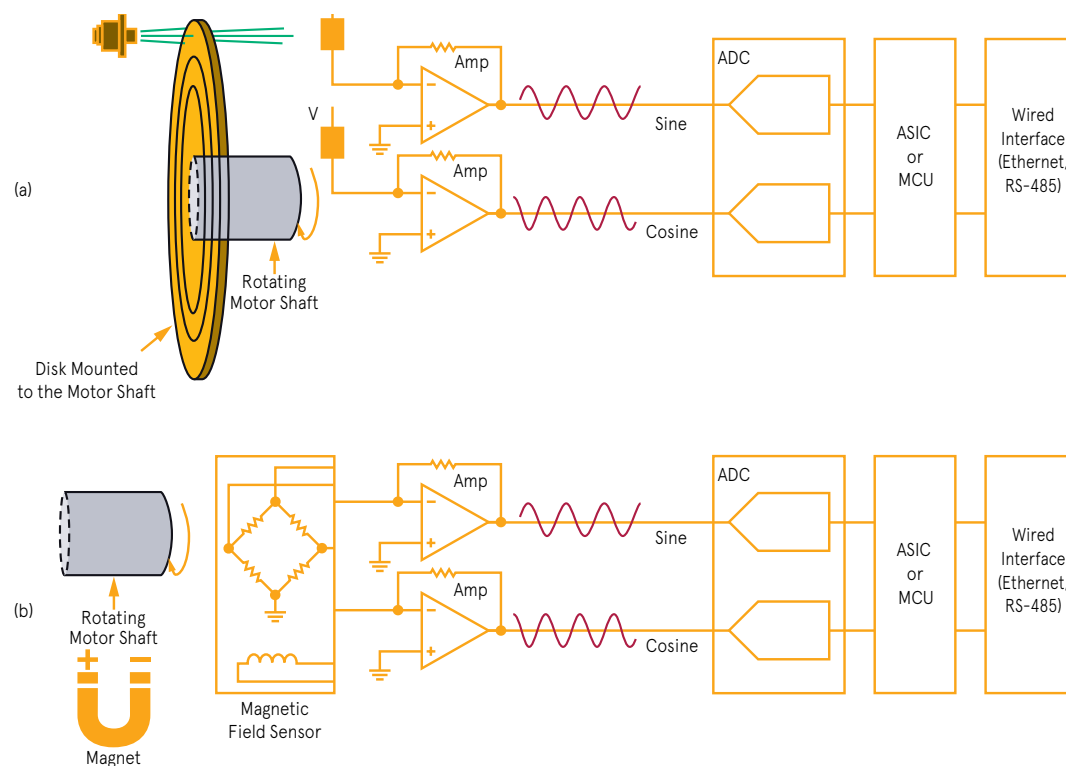 (a)
V
Amp
−
+
Sine
Amp
−
+
Cosine
ADC
ASIC
or
MCU
Wired
Interface
(Ethernet,
RS-485)
Rotating
Motor Shaft
Disk Mounted
to the Motor Shaft
(b)
Rotating
Motor Shaft
+ −
Magnet
Magnetic
Field Sensor
Amp
−
+
Sine
Amp
−
+
Cosine
ADC
ASIC
or
MCU
Wired
Interface
(Ethernet,
RS-485)